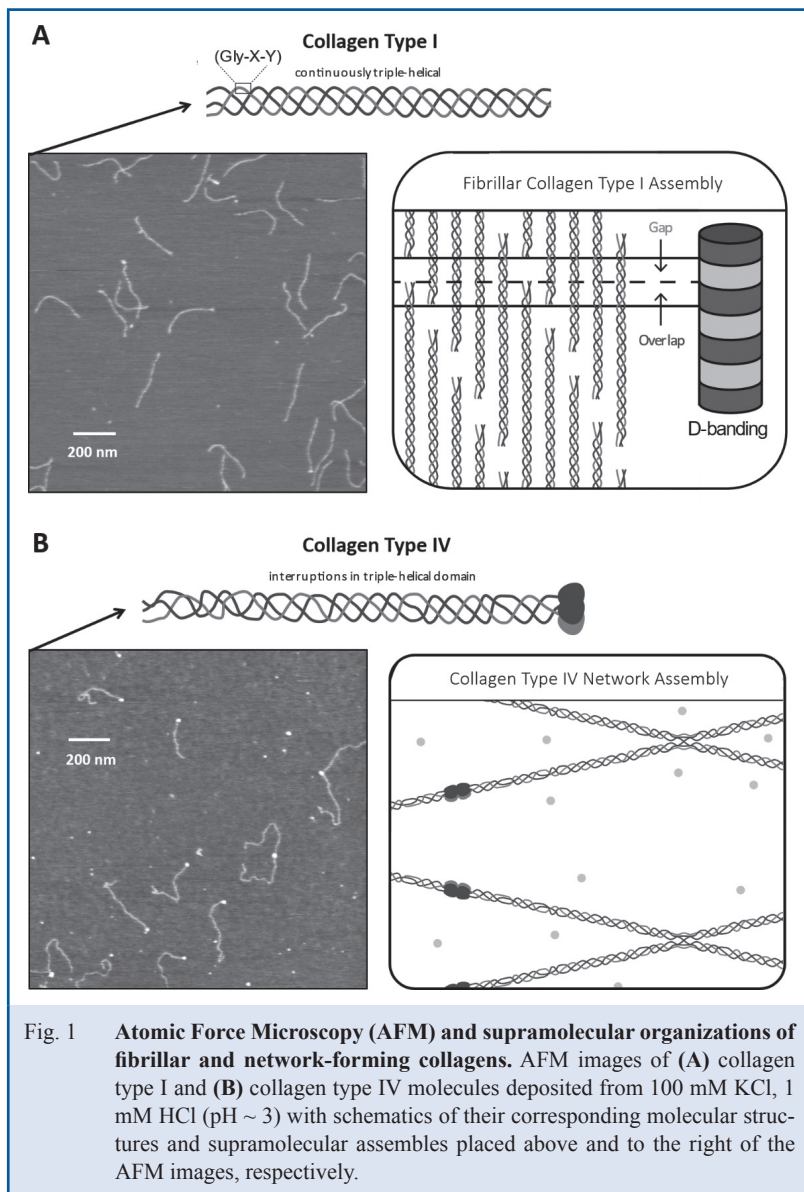 A
Collagen Type I
(Gly-X-Y)
continuously triple-helical
200 nm
Fibrillar Collagen Type I Assembly
Gap
Overlap
D-banding
B
Collagen Type IV
interruptions in triple-helical domain
200 nm
Collagen Type IV Network Assembly
Fig. 1 Atomic Force Microscopy (AFM) and supramolecular organizations of
fibrillar and network-forming collagens. AFM images of (A) collagen
type I and (B) collagen type IV molecules deposited from 100 mM KCl, 1
mM HCl (pH ~ 3) with schematics of their corresponding molecular struc-
tures and supramolecular assembles placed above and to the right of the
AFM images, respectively.